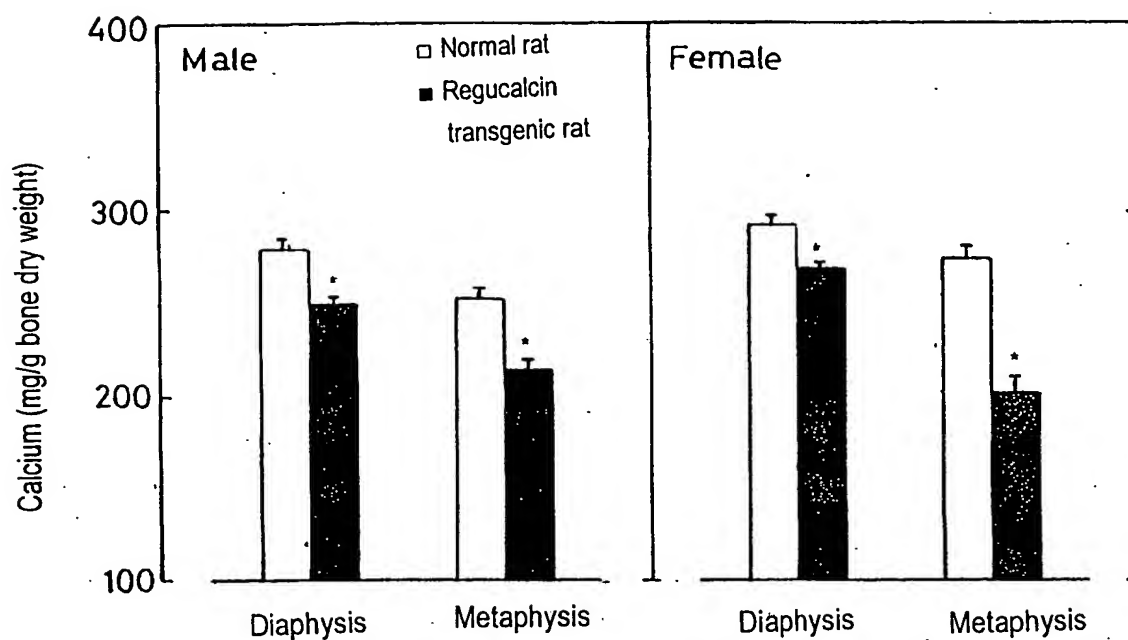 400
Male
Normal rat
Regucalcin
transgenic rat
Female
Calcium (mg/g bone dry weight)
300
* * * *
200
100
Diaphysis Metaphysis Diaphysis Metaphysis